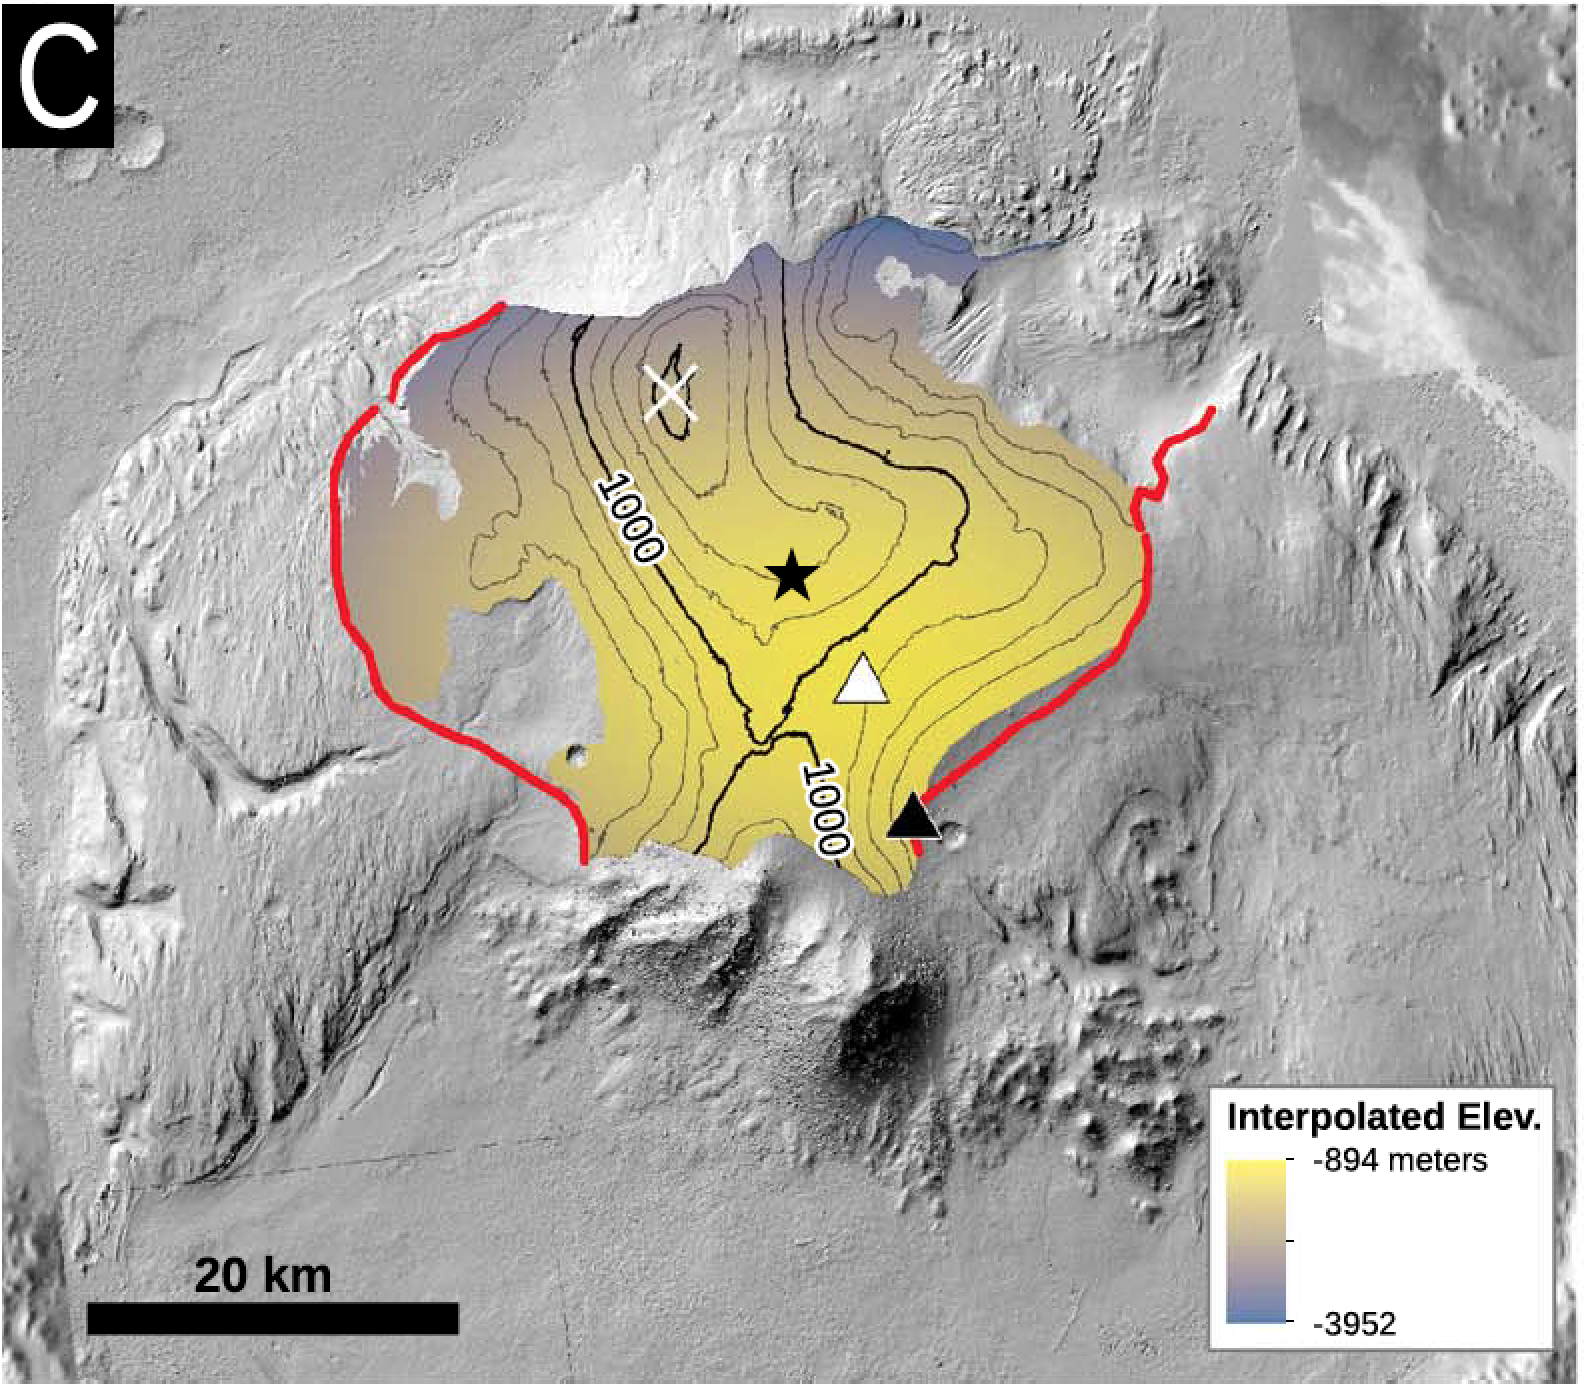 C
1000
1000
Interpolated Elev.
-894 meters
-3952
20 km